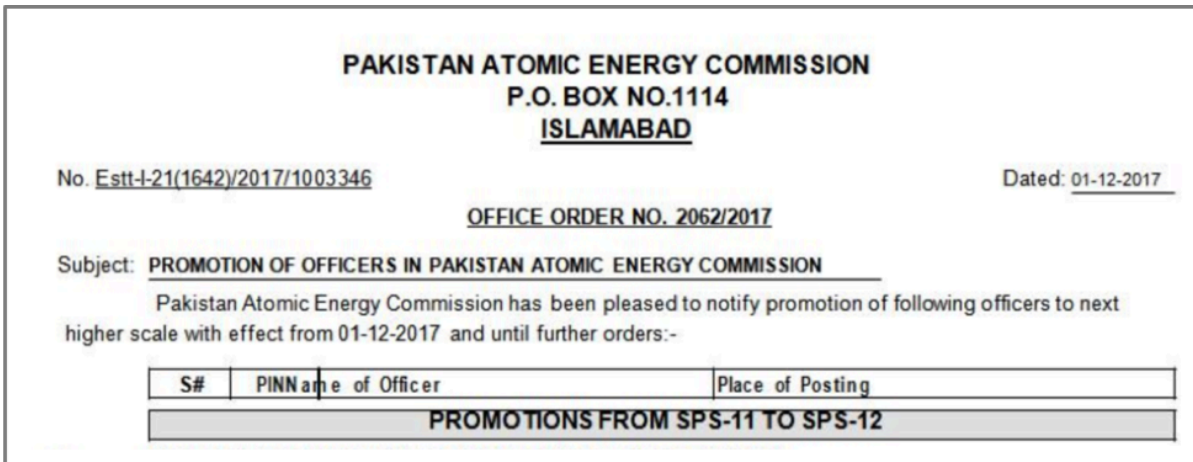 PAKISTAN ATOMIC ENERGY COMMISSION
P.O. BOX NO.1114
ISLAMABAD
No. Estt-I-21(1642)/2017/1003346 Dated: 01-12-2017
OFFICE ORDER NO. 2062/2017
Subject: PROMOTION OF OFFICERS IN PAKISTAN ATOMIC ENERGY COMMISSION
Pakistan Atomic Energy Commission has been pleased to notify promotion of following officers to next
higher scale with effect from 01-12-2017 and until further orders:-
S# PIN Name of Officer Place of Posting
PROMOTIONS FROM SPS-11 TO SPS-12